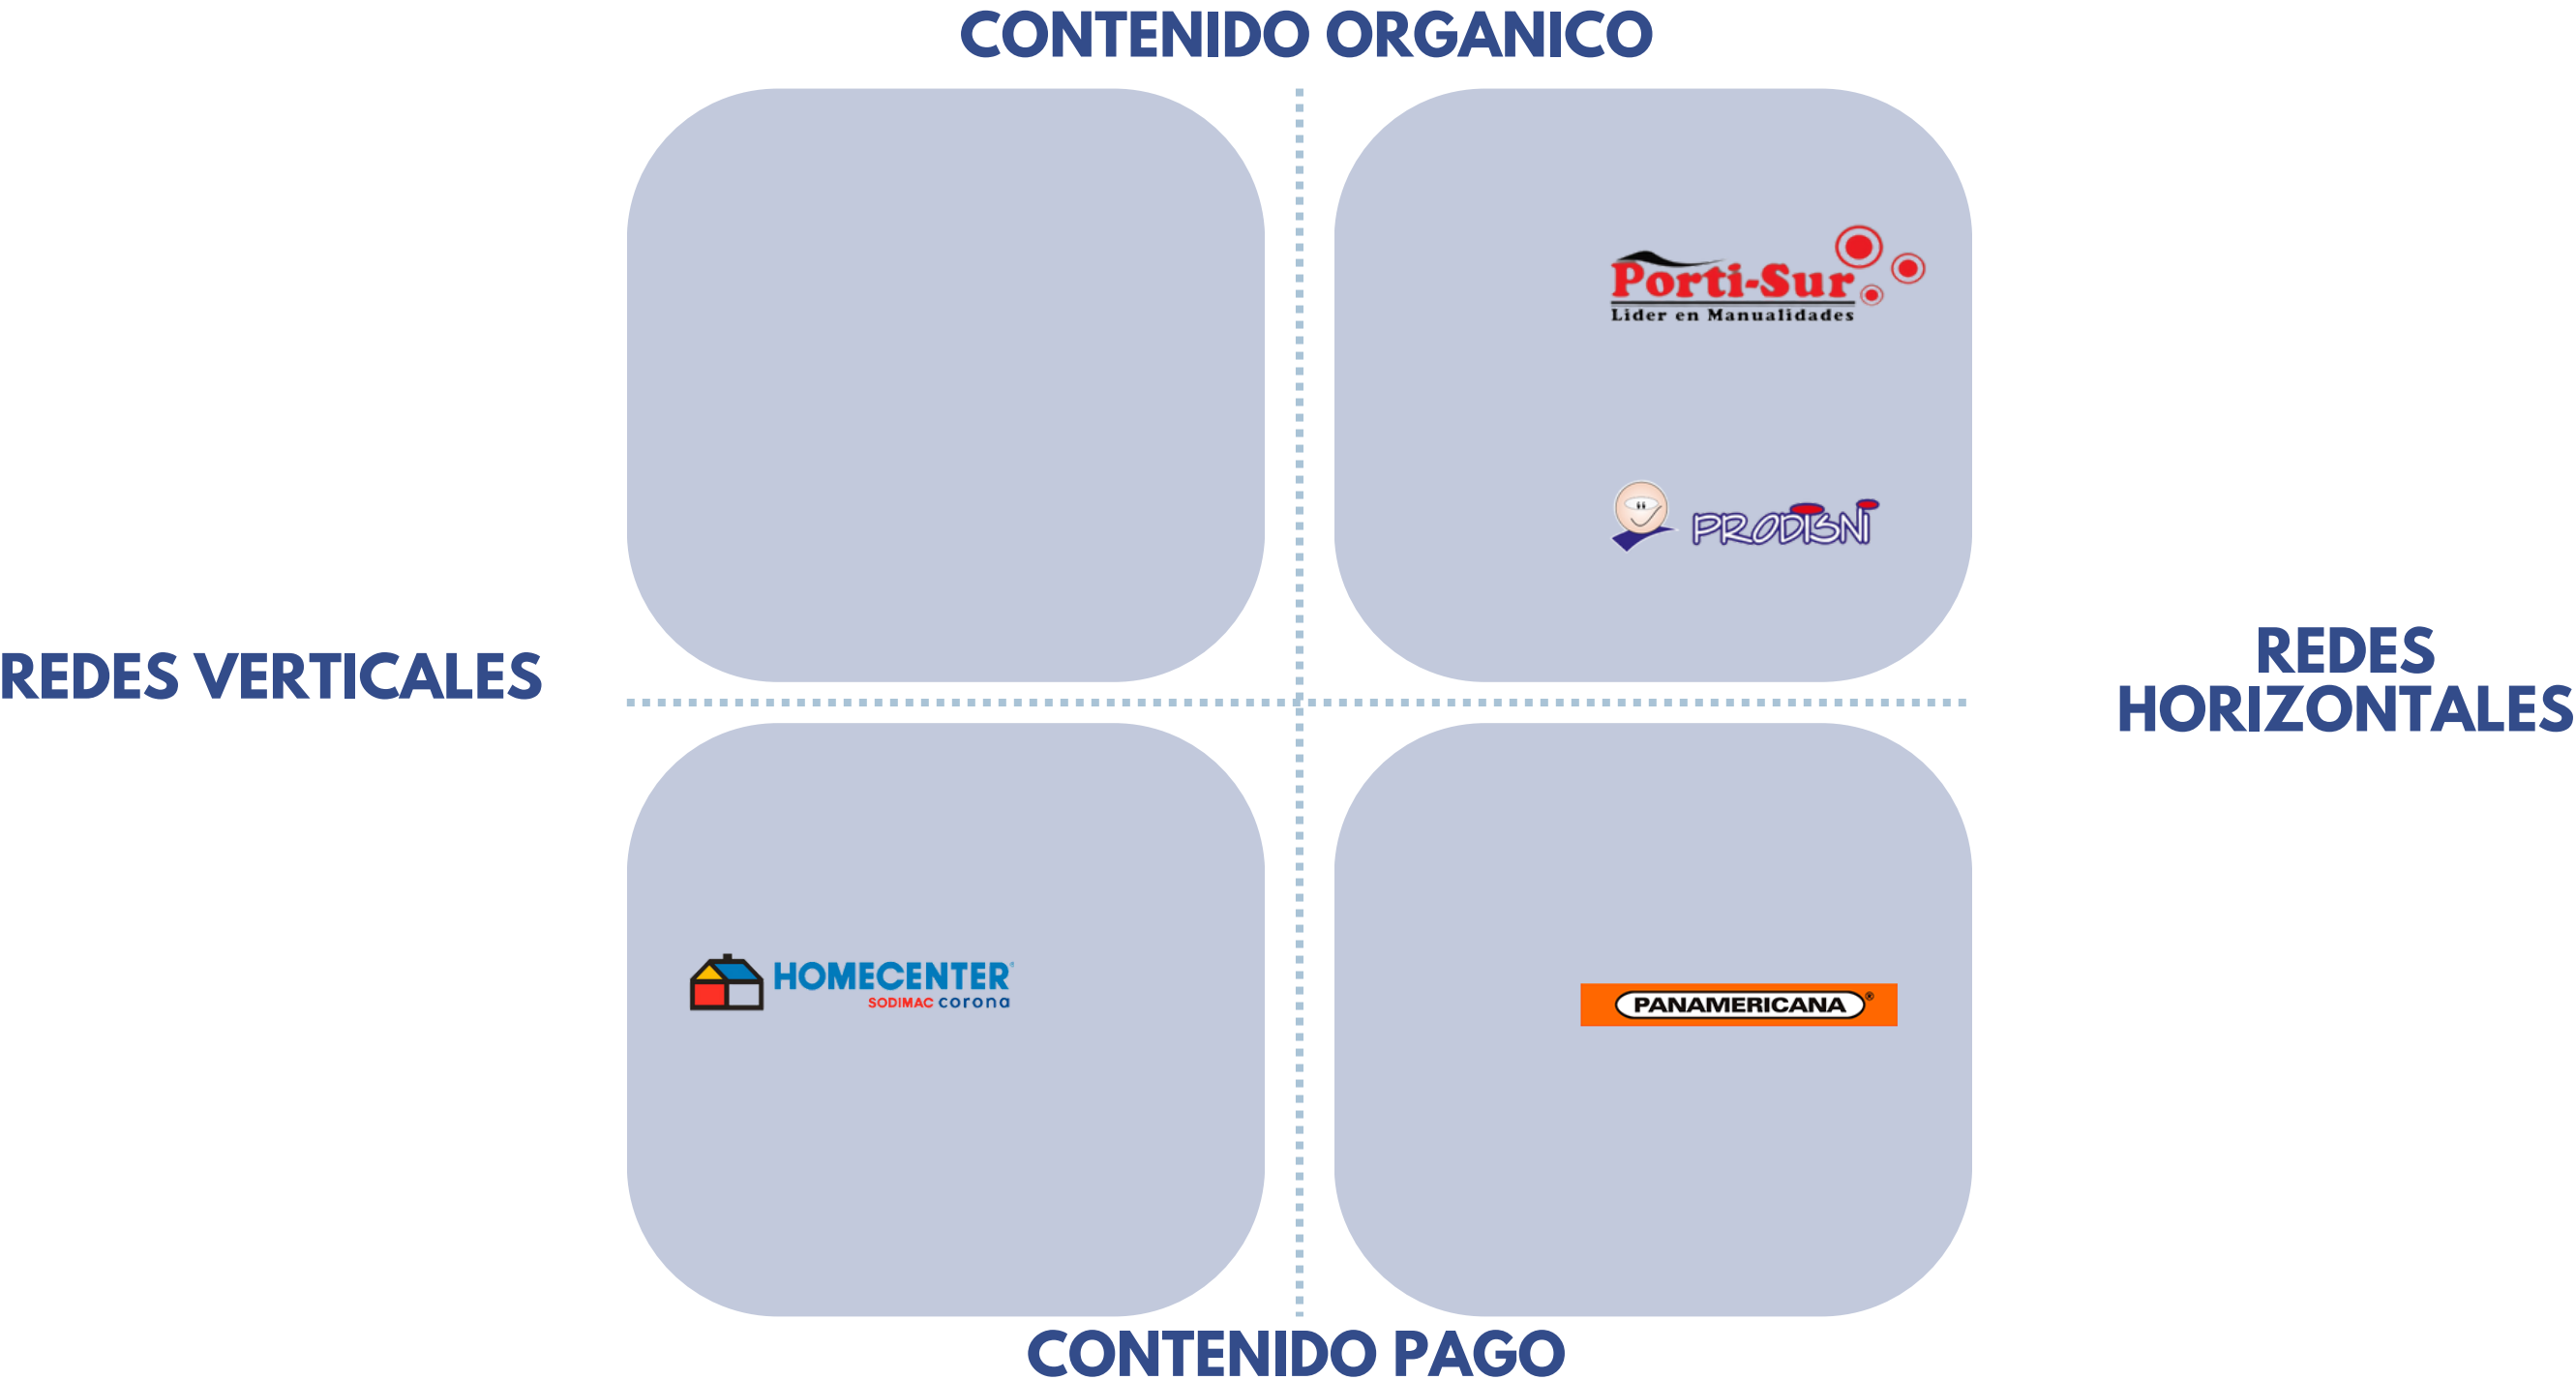 CONTENIDO ORGANICO
Porti-Sur
Lider en Manualidades
PRODISNI
REDES VERTICALES
REDES
HORIZONTALES
HOMECENTER
SODIMAC corona
PANAMERICANA®
CONTENIDO PAGO